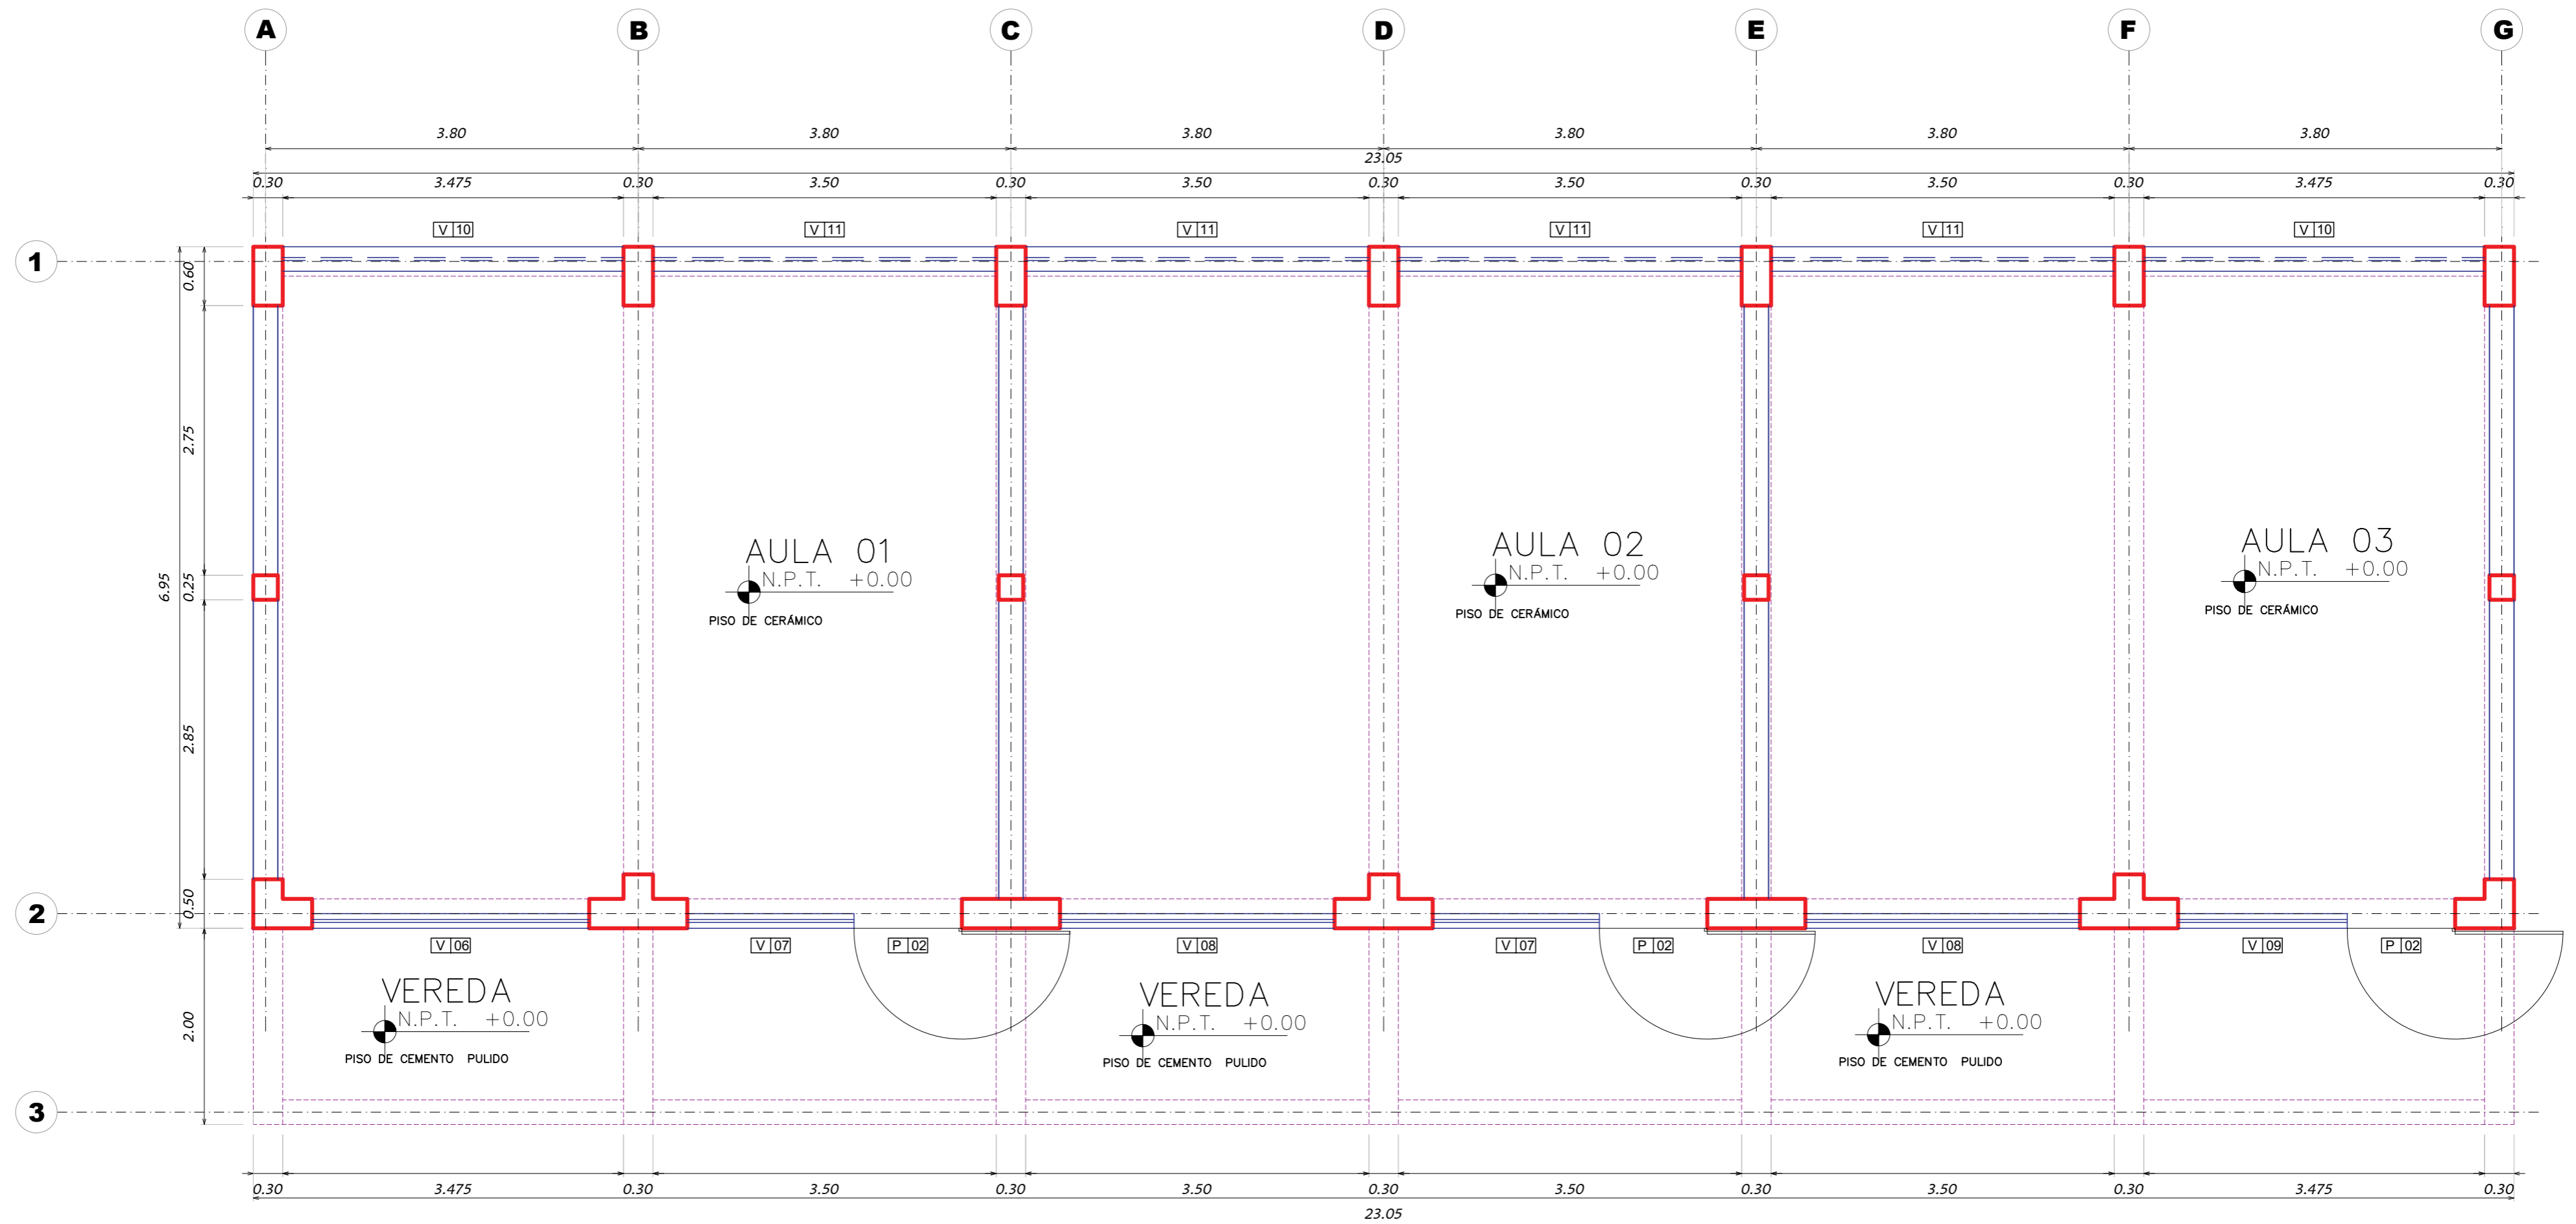 A B C D E F G
3.80 3.80 3.80 3.80 3.80 3.80
23.05
0.30 3.475 0.30 3.50 0.30 3.50 0.30 3.50 0.30 3.50 0.30 3.475 0.30
V 10 V 11 V 11 V 11 V 11 V 10
1
0.60
2.75
6.95
0.25
2.85
0.50
2.00
AULA 01
N.P.T. +0.00
PISO DE CERÁMICO
AULA 02
N.P.T. +0.00
PISO DE CERÁMICO
AULA 03
N.P.T. +0.00
PISO DE CERÁMICO
2
V 06 V 07 P 02 V 08 V 07 P 02 V 08 V 09 P 02
VEREDA
N.P.T. +0.00
PISO DE CEMENTO PULIDO
VEREDA
N.P.T. +0.00
PISO DE CEMENTO PULIDO
VEREDA
N.P.T. +0.00
PISO DE CEMENTO PULIDO
3
0.30 3.475 0.30 3.50 0.30 3.50 0.30 3.50 0.30 3.50 0.30 3.475 0.30
23.05